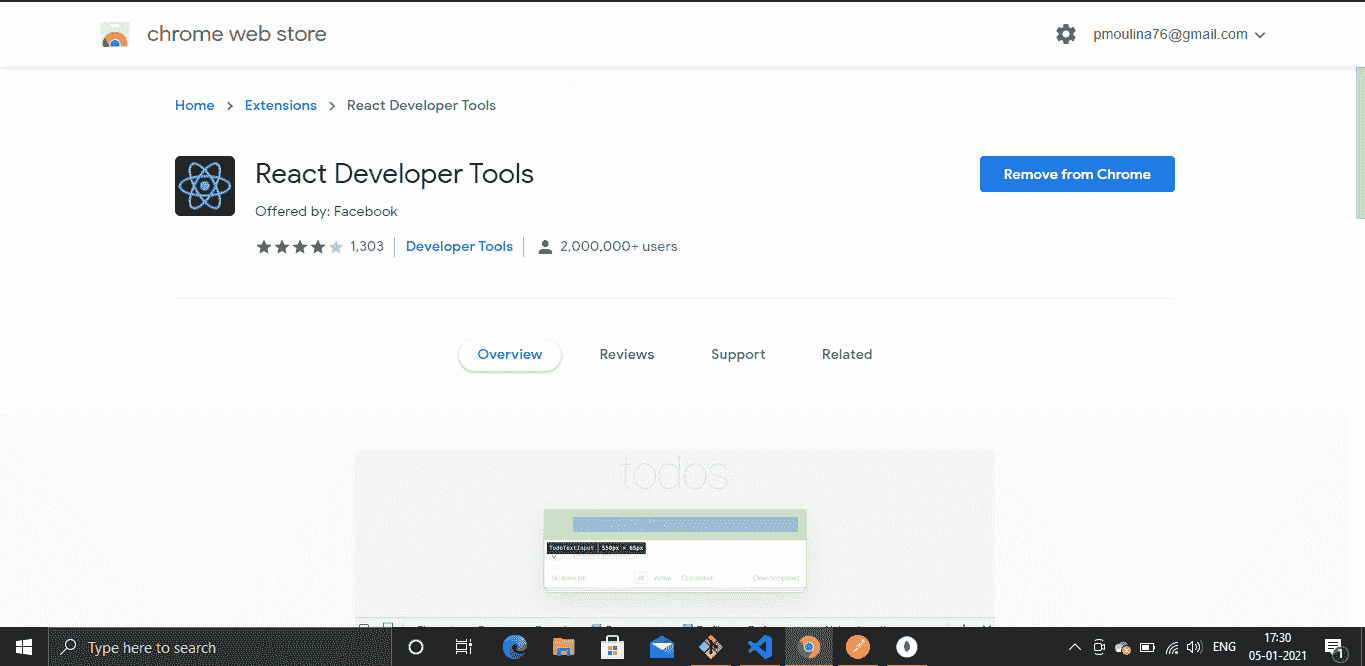 chrome web store
pmoulina76@gmail.com
Home > Extensions > React Developer Tools
React Developer Tools
Remove from Chrome
Offered by: Facebook
1,303 Developer Tools 2,000,000+ users
Overview Reviews Support Related
todos
TodoTextInput | 550px × 65px
No items left All Active Completed Clear completed
Type here to search
ENG
17:30
05-01-2021
1